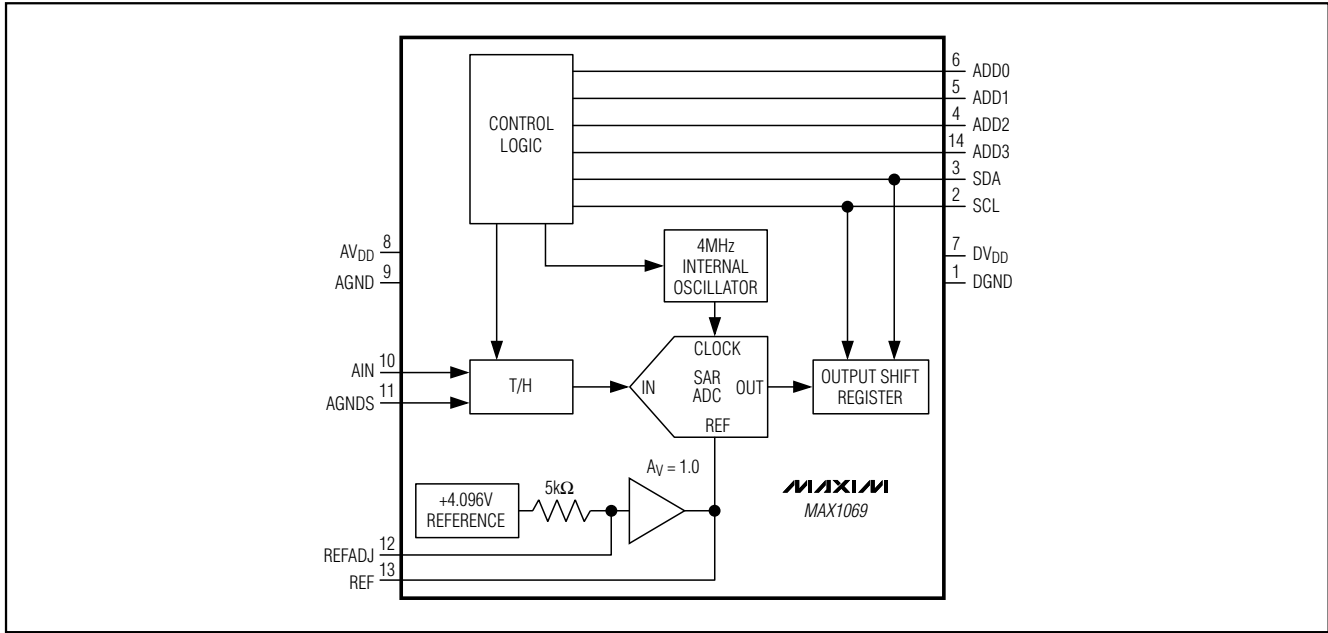 CONTROL
LOGIC
6 ADD0
5 ADD1
4 ADD2
14 ADD3
3 SDA
2 SCL
AVDD 8
AGND 9
4MHz
INTERNAL
OSCILLATOR
7 DVDD
1 DGND
AIN 10
AGNDS 11
T/H
CLOCK
IN
SAR
ADC
OUT
REF
OUTPUT SHIFT
REGISTER
+4.096V
REFERENCE
5kΩ
AV = 1.0
MAXIM
MAX1069
REFADJ 12
REF 13